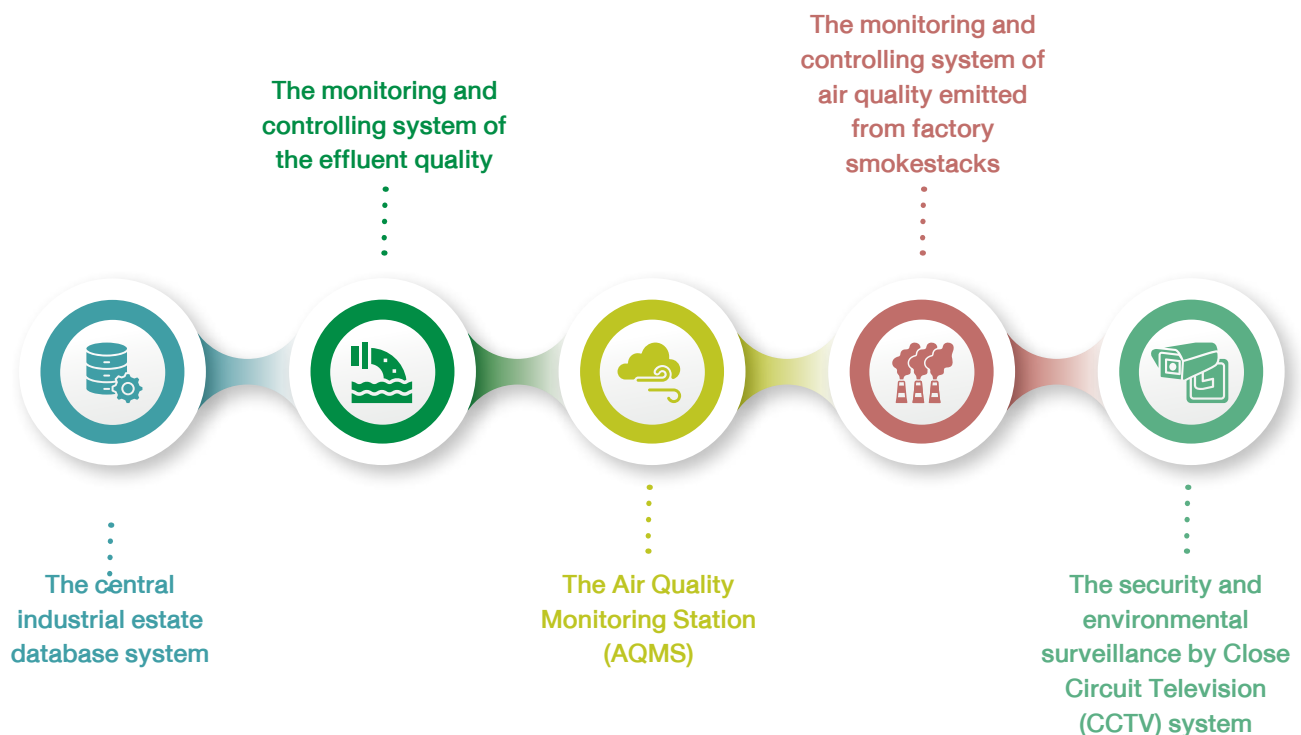 The central
industrial estate
database system
The monitoring and
controlling system of
the effluent quality
The Air Quality
Monitoring Station
(AQMS)
The monitoring and
controlling system of
air quality emitted
from factory
smokestacks
The security and
environmental
surveillance by Close
Circuit Television
(CCTV) system